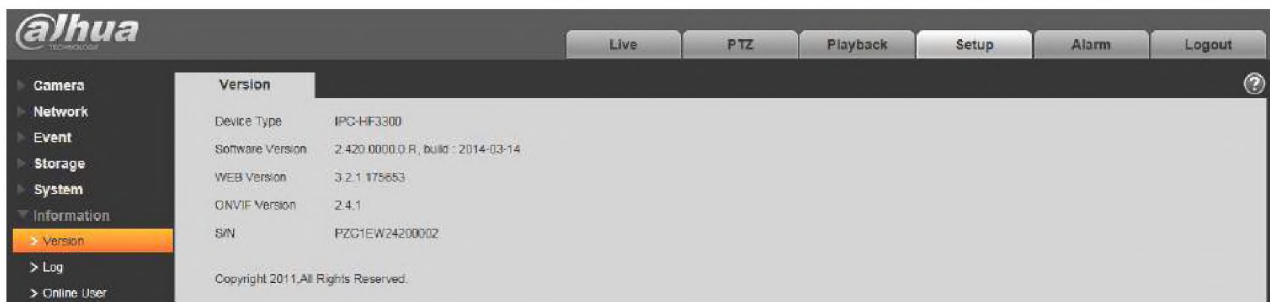 alhua
TECHNOLOGY
Live PTZ Playback Setup Alarm Logout
Camera
Network
Event
Storage
System
Information
> Version
> Log
> Online User
Version
?
Device Type IPC-HF3300
Software Version 2.420.0000.0.R, build : 2014-03-14
WEB Version 3.2.1.175653
ONVIF Version 2.4.1
S/N PZC1EW24200002
Copyright 2011,All Rights Reserved.